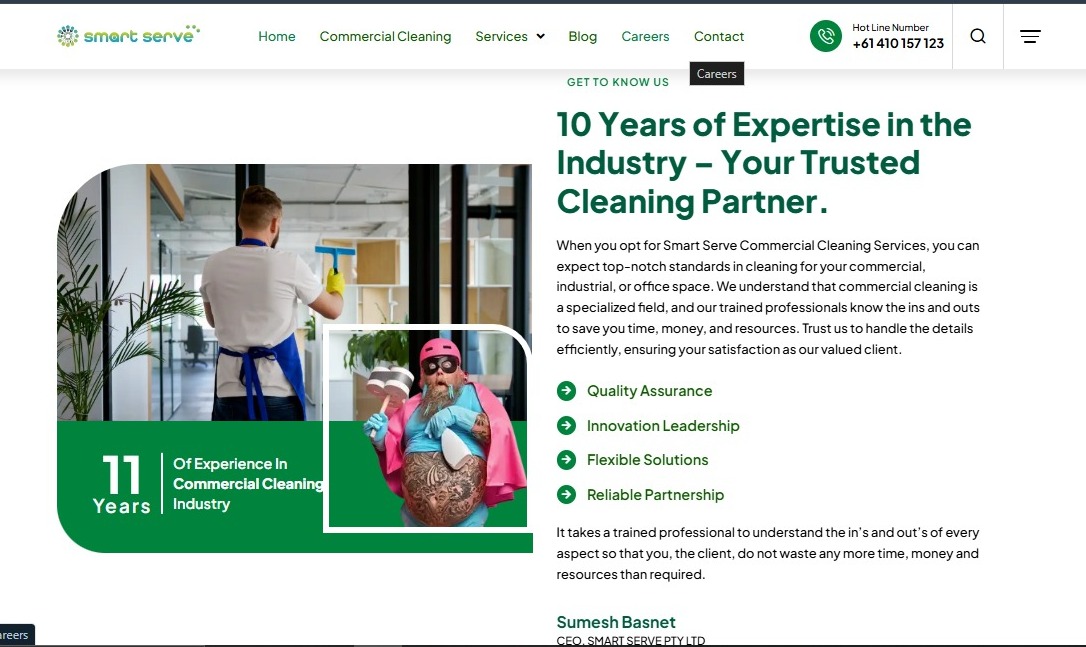 smart serve
Home
Commercial Cleaning
Services
Blog
Careers
Contact
Hot Line Number
+61 410 157 123
Careers
GET TO KNOW US
10 Years of Expertise in the
Industry – Your Trusted
Cleaning Partner.
When you opt for Smart Serve Commercial Cleaning Services, you can
expect top-notch standards in cleaning for your commercial,
industrial, or office space. We understand that commercial cleaning is
a specialized field, and our trained professionals know the ins and outs
to save you time, money, and resources. Trust us to handle the details
efficiently, ensuring your satisfaction as our valued client.
Quality Assurance
Innovation Leadership
Flexible Solutions
Reliable Partnership
11
Years
Of Experience In
Commercial Cleaning
Industry
It takes a trained professional to understand the in's and out's of every
aspect so that you, the client, do not waste any more time, money and
resources than required.
Sumesh Basnet
CEO, SMART SERVE PTY LTD
areers